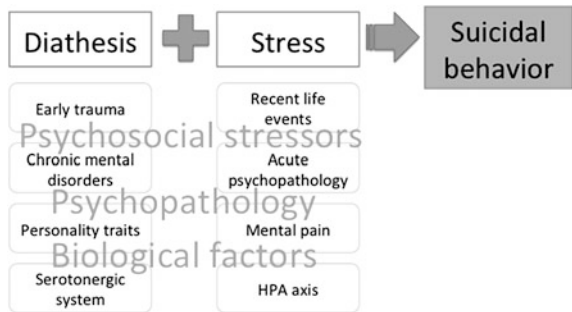 Diathesis
Stress
Suicidal
behavior
Early trauma
Recent life
events
Psychosocial stressors
Chronic mental
disorders
Acute
psychopathology
Psychopathology
Personality traits
Mental pain
Biological factors
Serotonergic
system
HPA axis